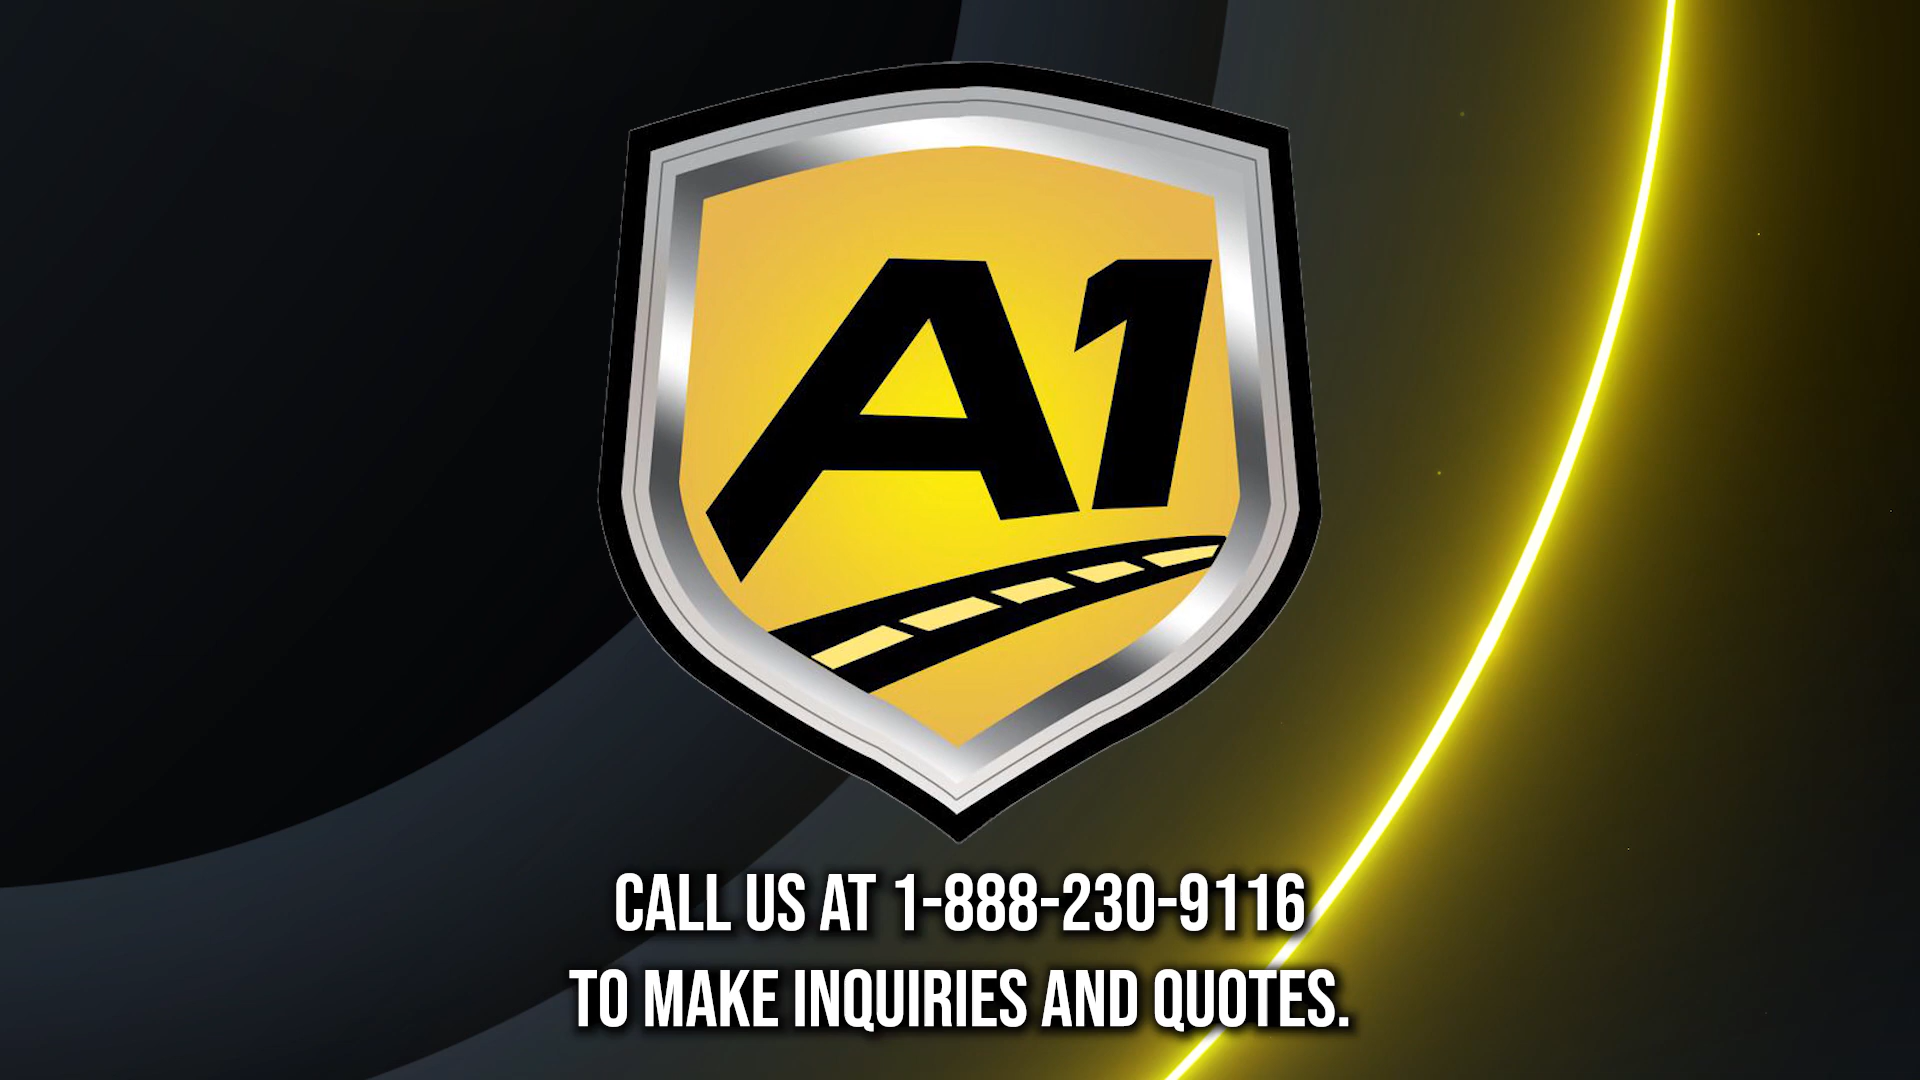 A1
CALL US AT 1-888-230-9116
TO MAKE INQUIRIES AND QUOTES.